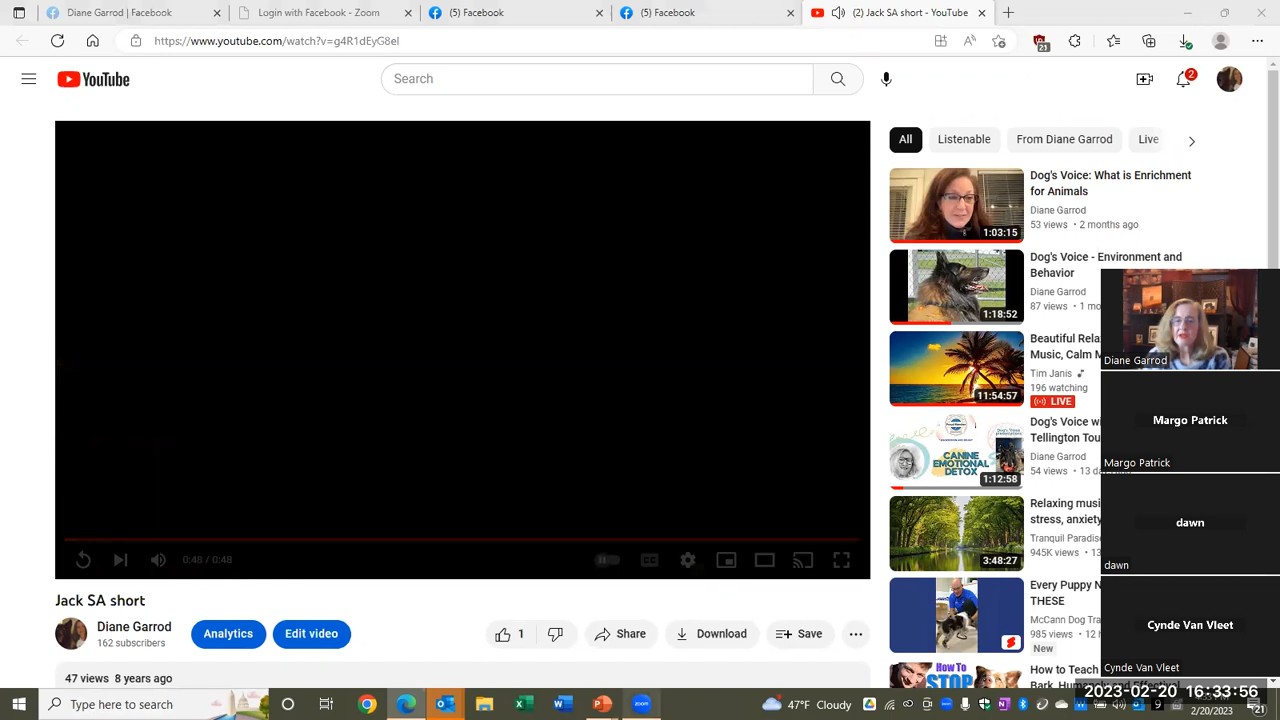 Diane Garrod | Facebook
Login with Facebook - Zoom
(5) Facebook
(5) Facebook
(2) Jack SA short - YouTube
https://www.youtube.com/watch?v=g4R1dEyG8eI
21
YouTube
Search
2
All
Listenable
From Diane Garrod
Live
Dog's Voice: What is Enrichment
for Animals
Diane Garrod
53 views • 2 months ago
1:03:15
Dog's Voice - Environment and
Behavior
Diane Garrod
87 views • 1 mo
1:18:52
Beautiful Rela
Music, Calm M
Tim Janis
196 watching
LIVE
11:54:57
Dog's Voice wi
Tellington Tou
Diane Garrod
54 views • 13 da
CANINE
EMOTIONAL
DETOX
1:12:58
Relaxing musi
stress, anxiety
Tranquil Paradise
945K views
3:48:27
Every Puppy N
THESE
McCann Dog Tra
985 views • 12 h
New
How to Teach
How To
STOP
Diane Garrod
Margo Patrick
Margo Patrick
dawn
dawn
Cynde Van Vleet
Cynde Van Vleet
0:48 / 0:48
Jack SA short
Diane Garrod
162 subscribers
Analytics
Edit video
1
Share
Download
Save
47 views 8 years ago
2023-02-20 16:33:56
Type here to search
47°F Cloudy
2/20/2023
21